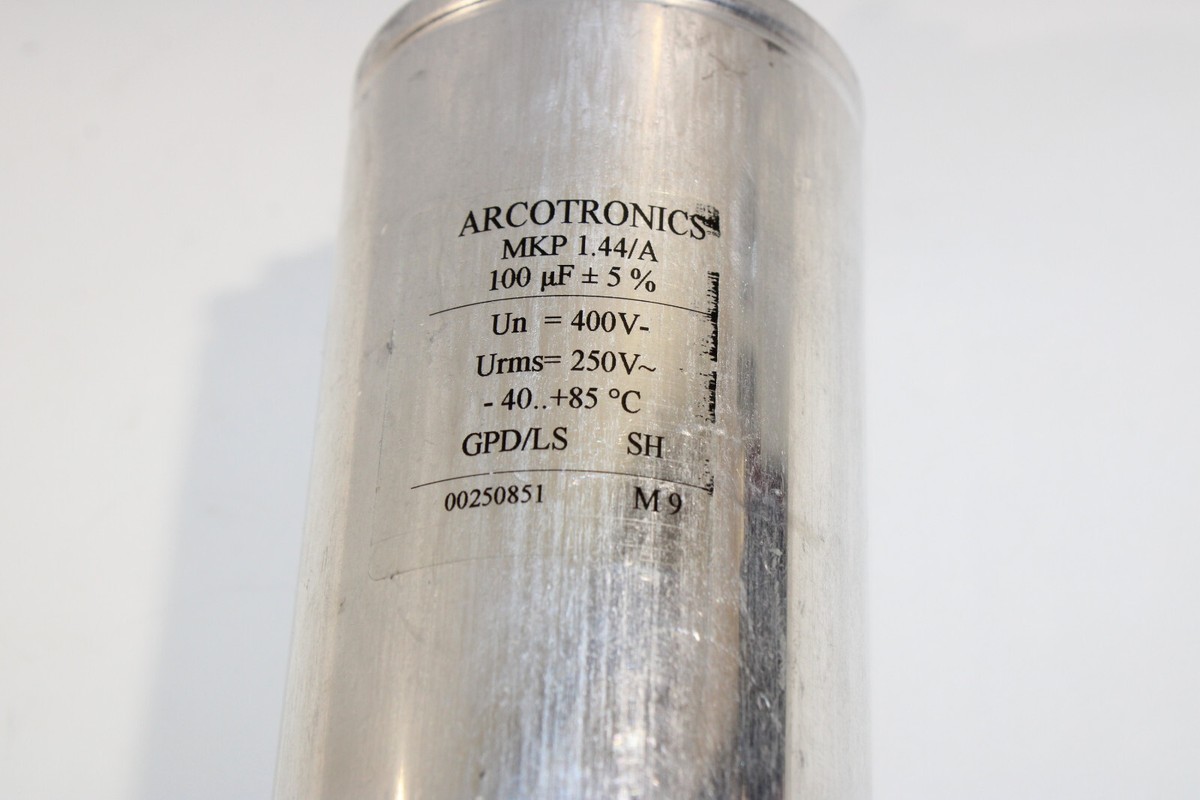 ARCOTRONICS
MKP 1.44/A
100 µF ± 5 %
Un = 400V-
Urms= 250V~
- 40..+85 °C
GPD/LS SH
00250851 M 9